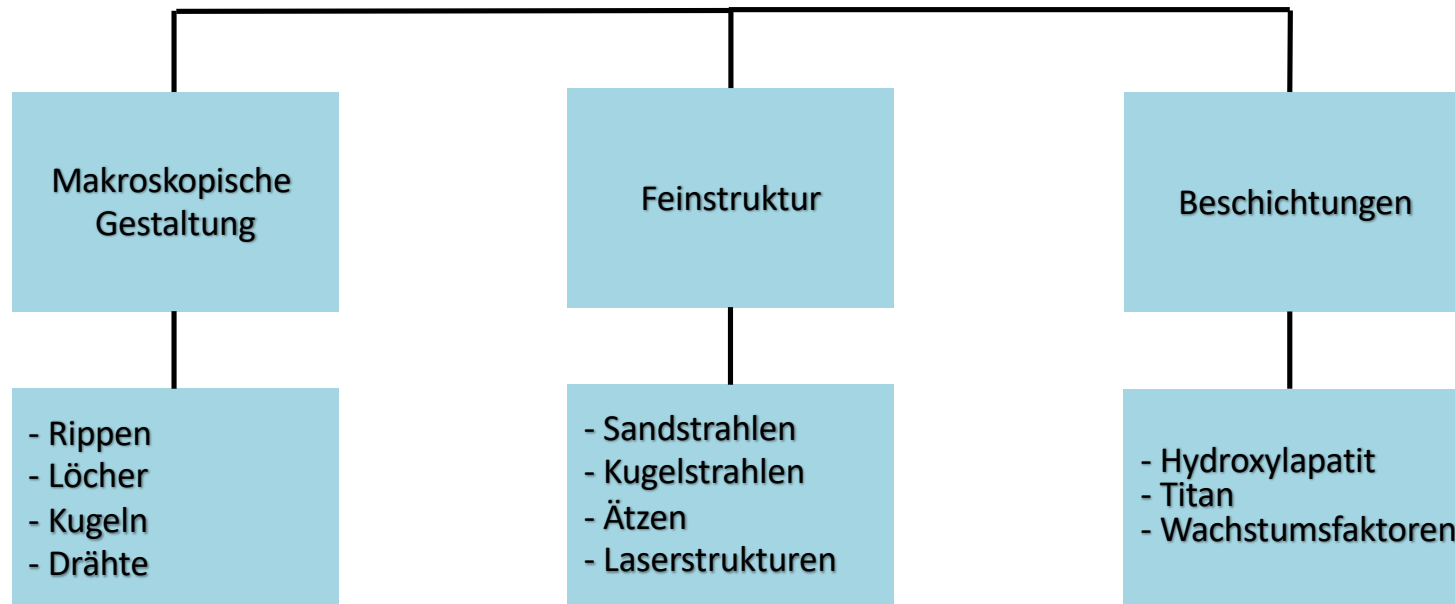 Makroskopische
Gestaltung
Feinstruktur
Beschichtungen
- Rippen
- Löcher
- Kugeln
- Drähte
- Sandstrahlen
- Kugelstrahlen
- Ätzen
- Laserstrukturen
- Hydroxylapatit
- Titan
- Wachstumsfaktoren